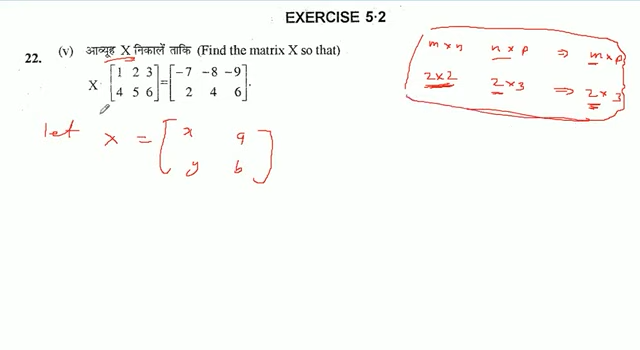 EXERCISE 5·2
22. (v) आव्यूह X निकालें ताकि (Find the matrix X so that)
X [1 2 3 = [-7 -8 -9
4 5 6] 2 4 6].
m×n n×p ⇒ m×p
2×2 2×3 ⇒ 2×3
let X = [x a
y b]